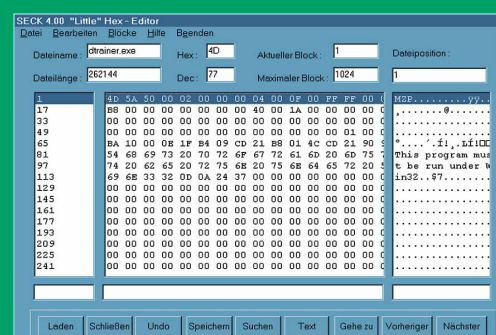 SECK 4.00 "Little" Hex - Editor
Datei Bearbeiten Blöcke Hilfe Beenden
Dateiname : dtrainer.exe Hex : 4D Aktueller Block : 1 Dateiposition :
Dateilänge : 262144 Dec : 77 Maximaler Block : 1024 1
1 4D 5A 50 00 02 00 00 00 04 00 0F 00 FF FF 00 MZP.........ÿÿ..
17 B8 00 00 00 00 00 00 00 40 00 1A 00 00 00 00 ¸.......@.......
33 00 00 00 00 00 00 00 00 00 00 00 00 00 00 00 ................
49 00 00 00 00 00 00 00 00 00 00 00 00 00 01 00
65 BA 10 00 0E 1F B4 09 CD 21 B8 01 4C CD 21 90
81 54 68 69 73 20 70 72 6F 67 72 61 6D 20 6D 75 This program mus
97 74 20 62 65 20 72 75 6E 20 75 6E 64 65 72 20 t be run under W
113 69 6E 33 32 0D 0A 24 37 00 00 00 00 00 00 00 in32..$7........
129 00 00 00 00 00 00 00 00 00 00 00 00 00 00 00 ................
145 00 00 00 00 00 00 00 00 00 00 00 00 00 00 00 ................
161 00 00 00 00 00 00 00 00 00 00 00 00 00 00 00 ................
177 00 00 00 00 00 00 00 00 00 00 00 00 00 00 00 ................
193 00 00 00 00 00 00 00 00 00 00 00 00 00 00 00 ................
209 00 00 00 00 00 00 00 00 00 00 00 00 00 00 00 ................
225 00 00 00 00 00 00 00 00 00 00 00 00 00 00 00 ................
241 00 00 00 00 00 00 00 00 00 00 00 00 00 00 00 ................
Laden Schließen Undo Speichern Suchen Text Gehe zu Vorheriger Nächster